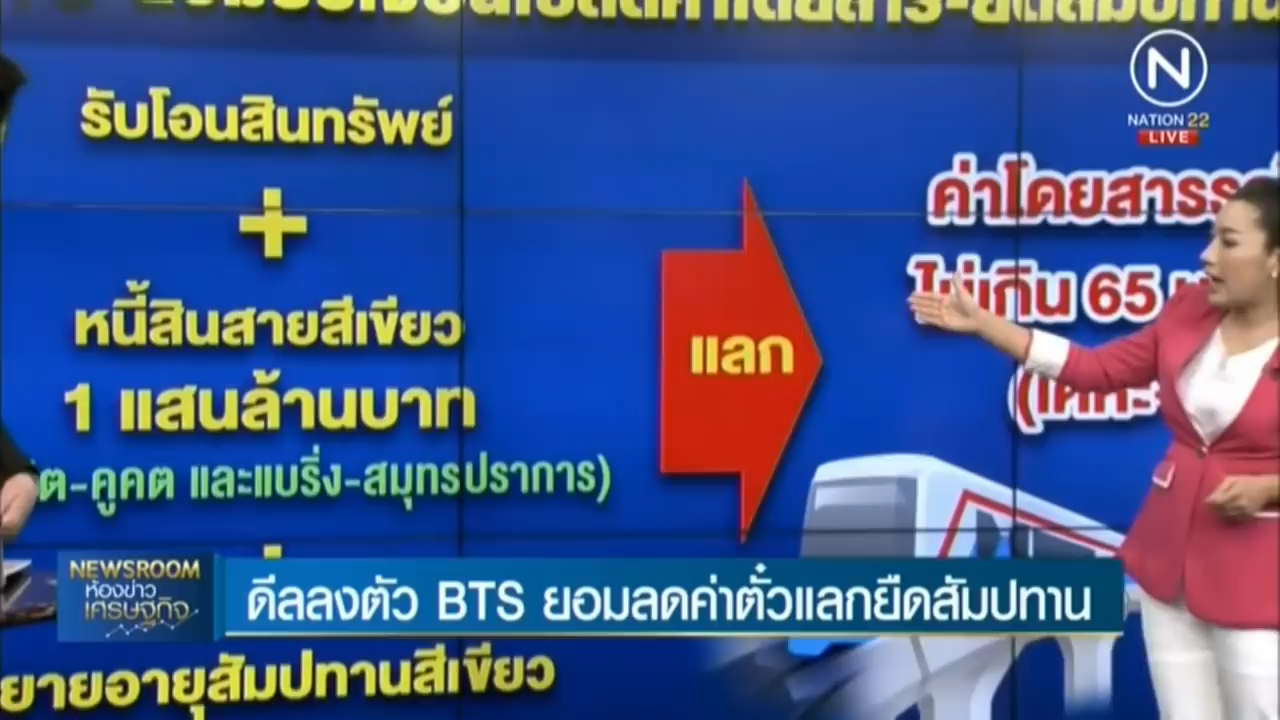 NATION 22
LIVE
รับโอนสินทรัพย์
+
หนี้สินสายสีเขียว
1 แสนล้านบาท
ต-คูคต และแบริ่ง-สมุทรปราการ)
แลก
ค่าโดยสาร
ไม่เกิน 65
NEWSROOM
ห้องข่าว
เศรษฐกิจ
ดีลลงตัว BTS ยอมลดค่าตั๋วแลกยืดสัมปทาน
ยายอายุสัมปทานสีเขียว